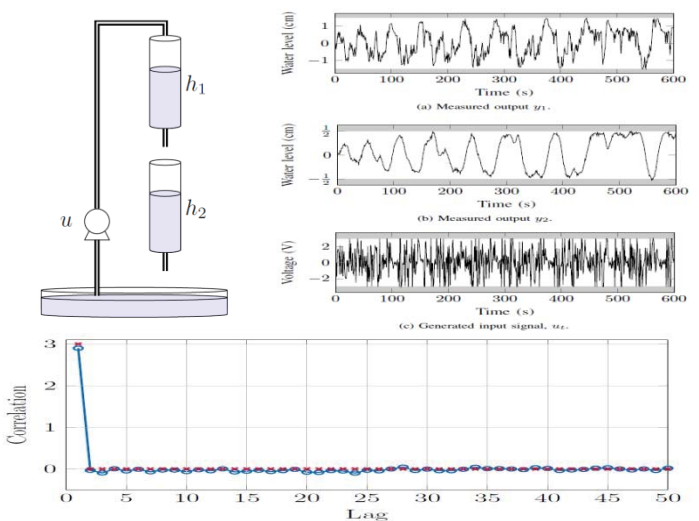 h1
h2
u
Water level (cm)
1
0
−1
0 100 200 300 400 500 600
Time (s)
(a) Measured output y1.
Water level (cm)
1/2
0
−1/2
0 100 200 300 400 500 600
Time (s)
(b) Measured output y2.
Voltage (V)
2
0
−2
0 100 200 300 400 500 600
Time (s)
(c) Generated input signal, ut.
Correlation
3
2
1
0
0 5 10 15 20 25 30 35 40 45 50
Lag